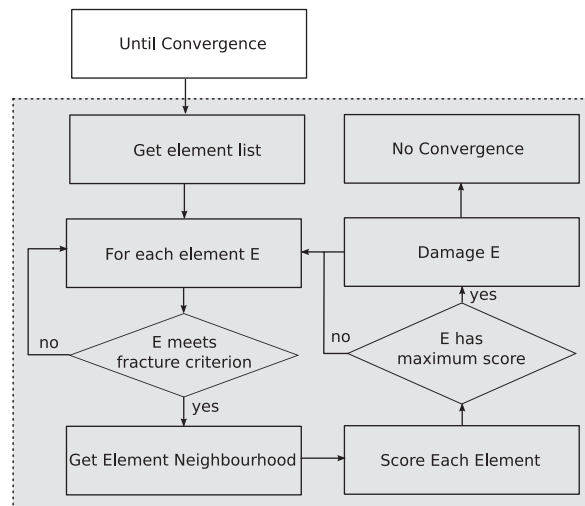 Until Convergence
Get element list
No Convergence
For each element E
Damage E
yes
no
E meets
fracture criterion
no
E has
maximum score
yes
Get Element Neighbourhood
Score Each Element